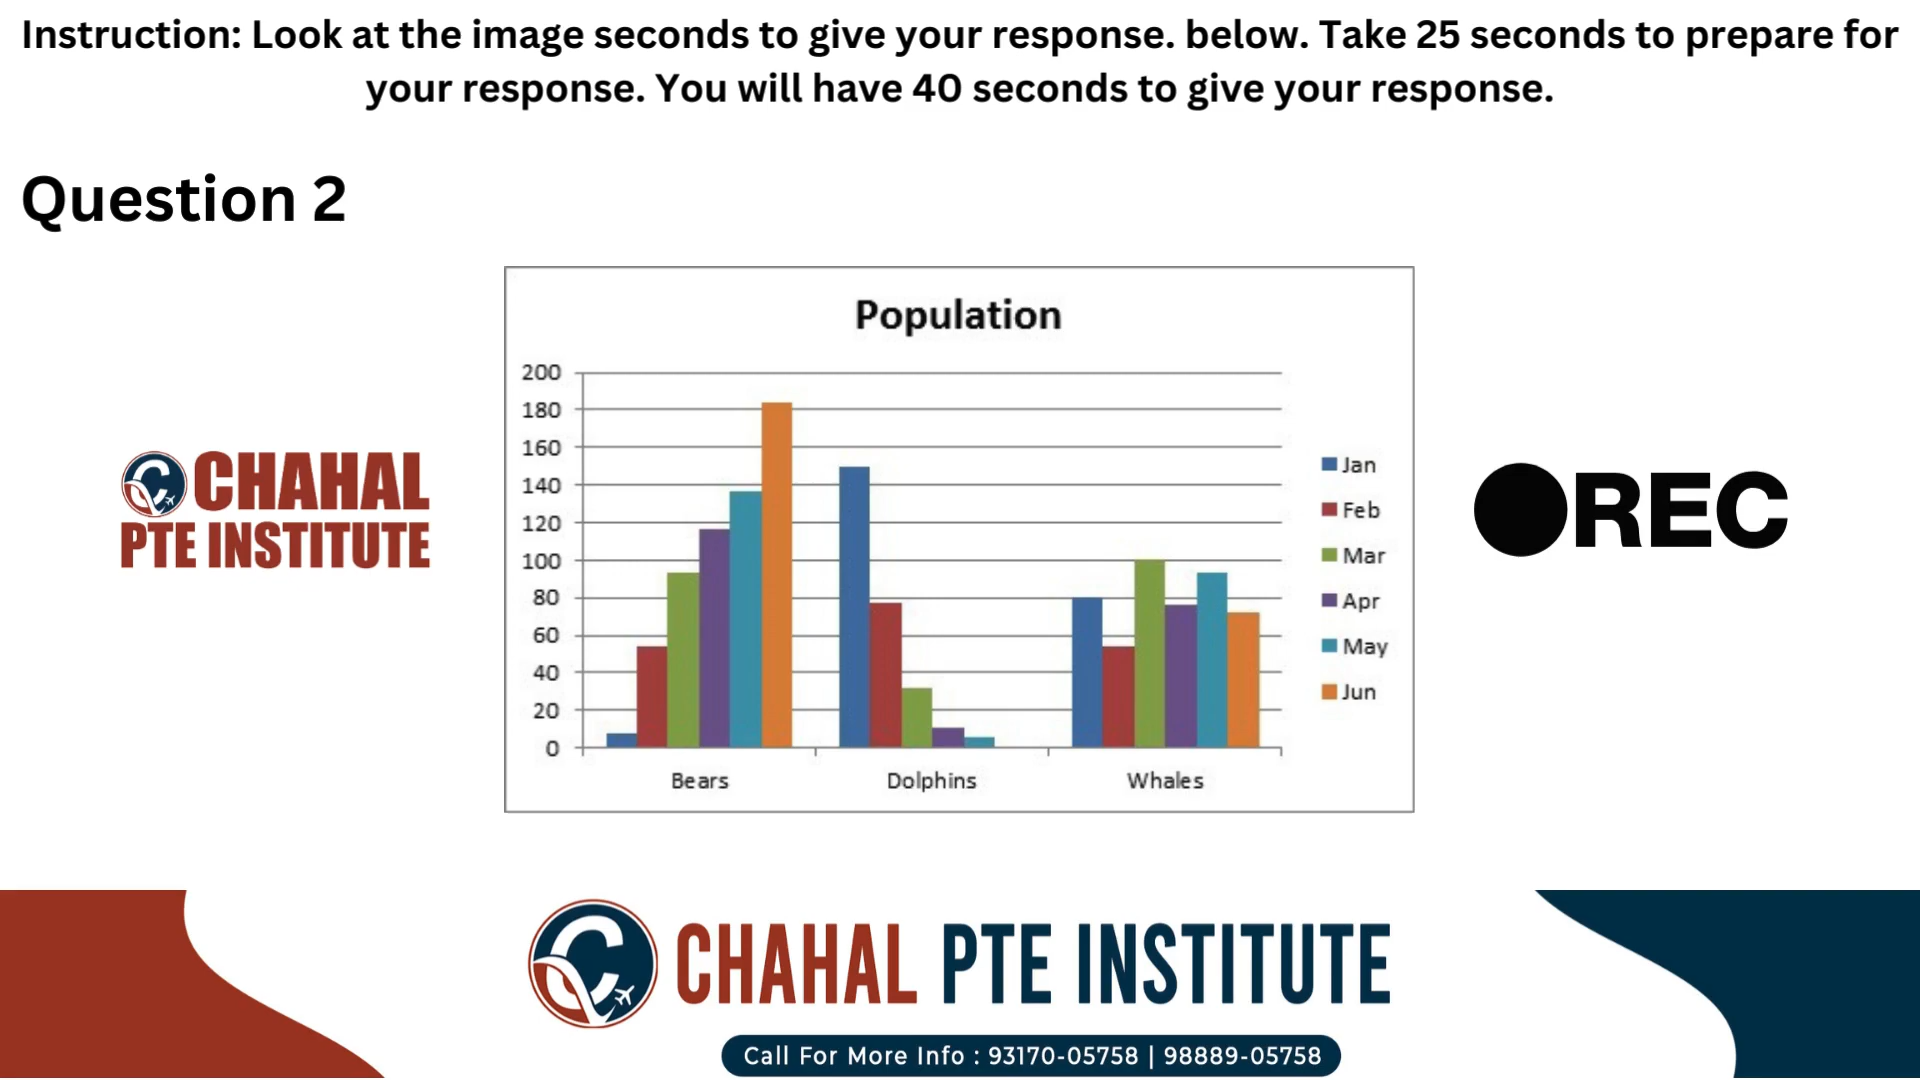 Instruction: Look at the image seconds to give your response. below. Take 25 seconds to prepare for
your response. You will have 40 seconds to give your response.
Question 2
Population
200
180
160
140
120
100
80
60
40
20
0
Bears Dolphins Whales
Jan
Feb
Mar
Apr
May
Jun
CHAHAL
PTE INSTITUTE
REC
CHAHAL PTE INSTITUTE
Call For More Info : 93170-05758 | 98889-05758